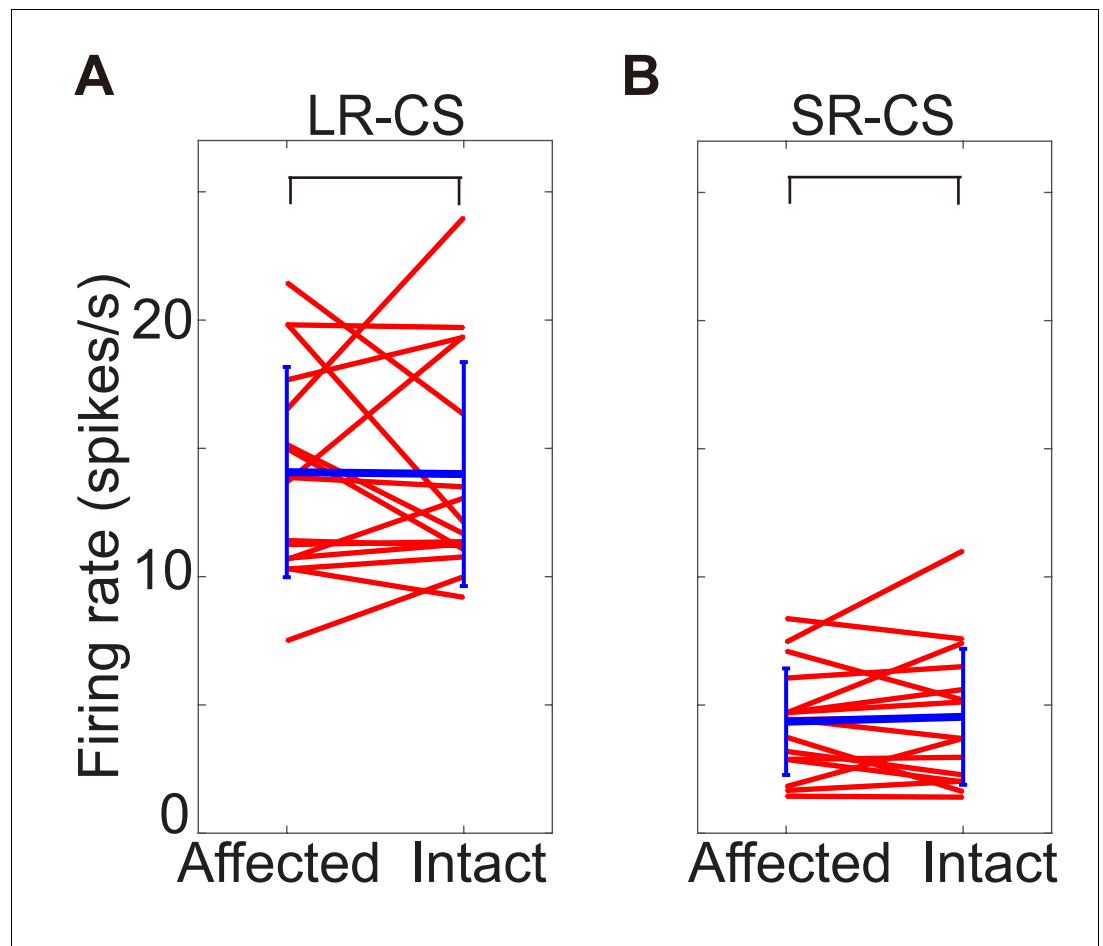 A
LR-CS
B
SR-CS
Firing rate (spikes/s)
20
10
0
Affected Intact
Affected Intact